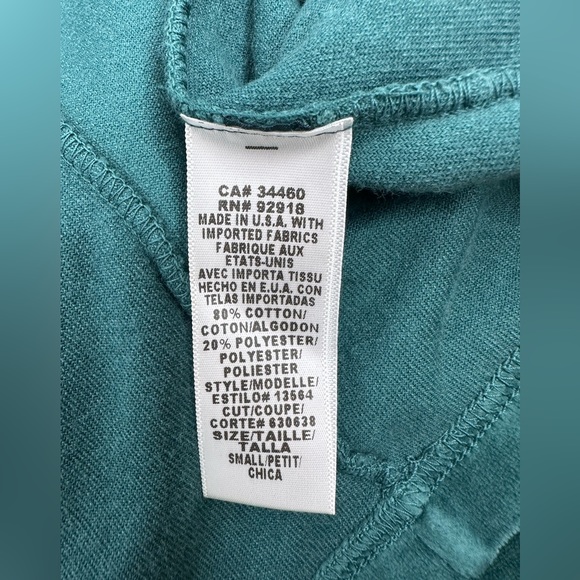 CA# 34460
RN# 92918
MADE IN U.S.A. WITH
IMPORTED FABRICS
FABRIQUE AUX
ETATS-UNIS
AVEC IMPORTA TISSU
HECHO EN E.U.A. CON
TELAS IMPORTADAS
80% COTTON/
COTON/ALGODON
20% POLYESTER/
POLYESTER/
POLIESTER
STYLE/MODELLE/
ESTILO# 13564
CUT/COUPE/
CORTE# 630638
SIZE/TAILLE/
TALLA
SMALL/PETIT/
CHICA